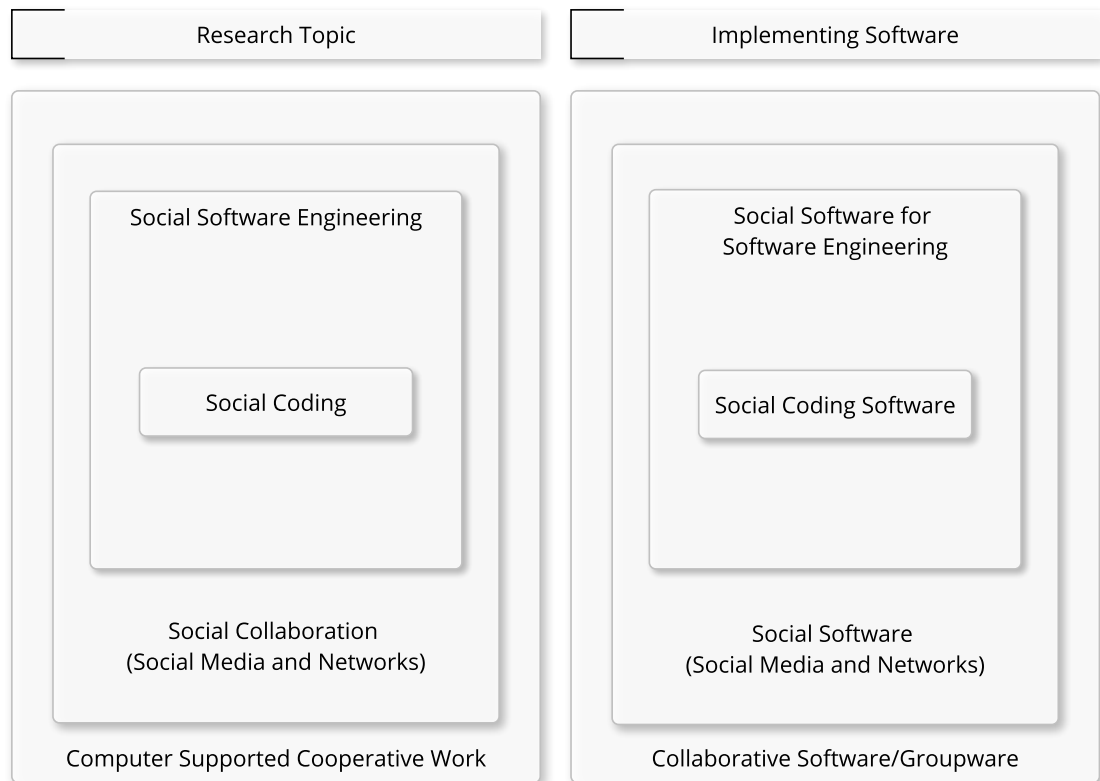 Research Topic
Implementing Software
Social Software Engineering
Social Coding
Social Collaboration
(Social Media and Networks)
Computer Supported Cooperative Work
Social Software for
Software Engineering
Social Coding Software
Social Software
(Social Media and Networks)
Collaborative Software/Groupware